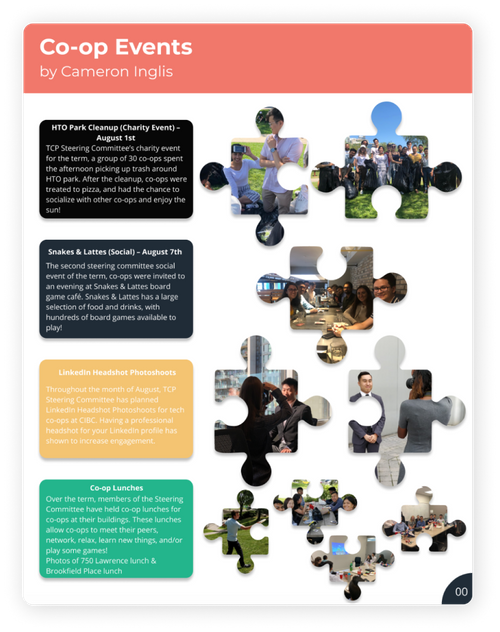 Co-op Events
by Cameron Inglis
HTO Park Cleanup (Charity Event) –
August 1st
TCP Steering Committee's charity event
for the term, a group of 30 co-ops spent
the afternoon picking up trash around
HTO park. After the cleanup, co-ops were
treated to pizza, and had the chance to
socialize with other co-ops and enjoy the
sun!
Snakes & Lattes (Social) – August 7th
The second steering committee social
event of the term, co-ops were invited to
an evening at Snakes & Lattes board
game café. Snakes & Lattes has a large
selection of food and drinks, with
hundreds of board games available to
play!
LinkedIn Headshot Photoshoots
Throughout the month of August, TCP
Steering Committee has planned
LinkedIn Headshot Photoshoots for tech
co-ops at CIBC. Having a professional
headshot for your LinkedIn profile has
shown to increase engagement.
Co-op Lunches
Over the term, members of the Steering
Committee have held co-op lunches for
co-ops at their buildings. These lunches
allow co-ops to meet their peers,
network, relax, learn new things, and/or
play some games!
Photos of 750 Lawrence lunch &
Brookfield Place lunch
00